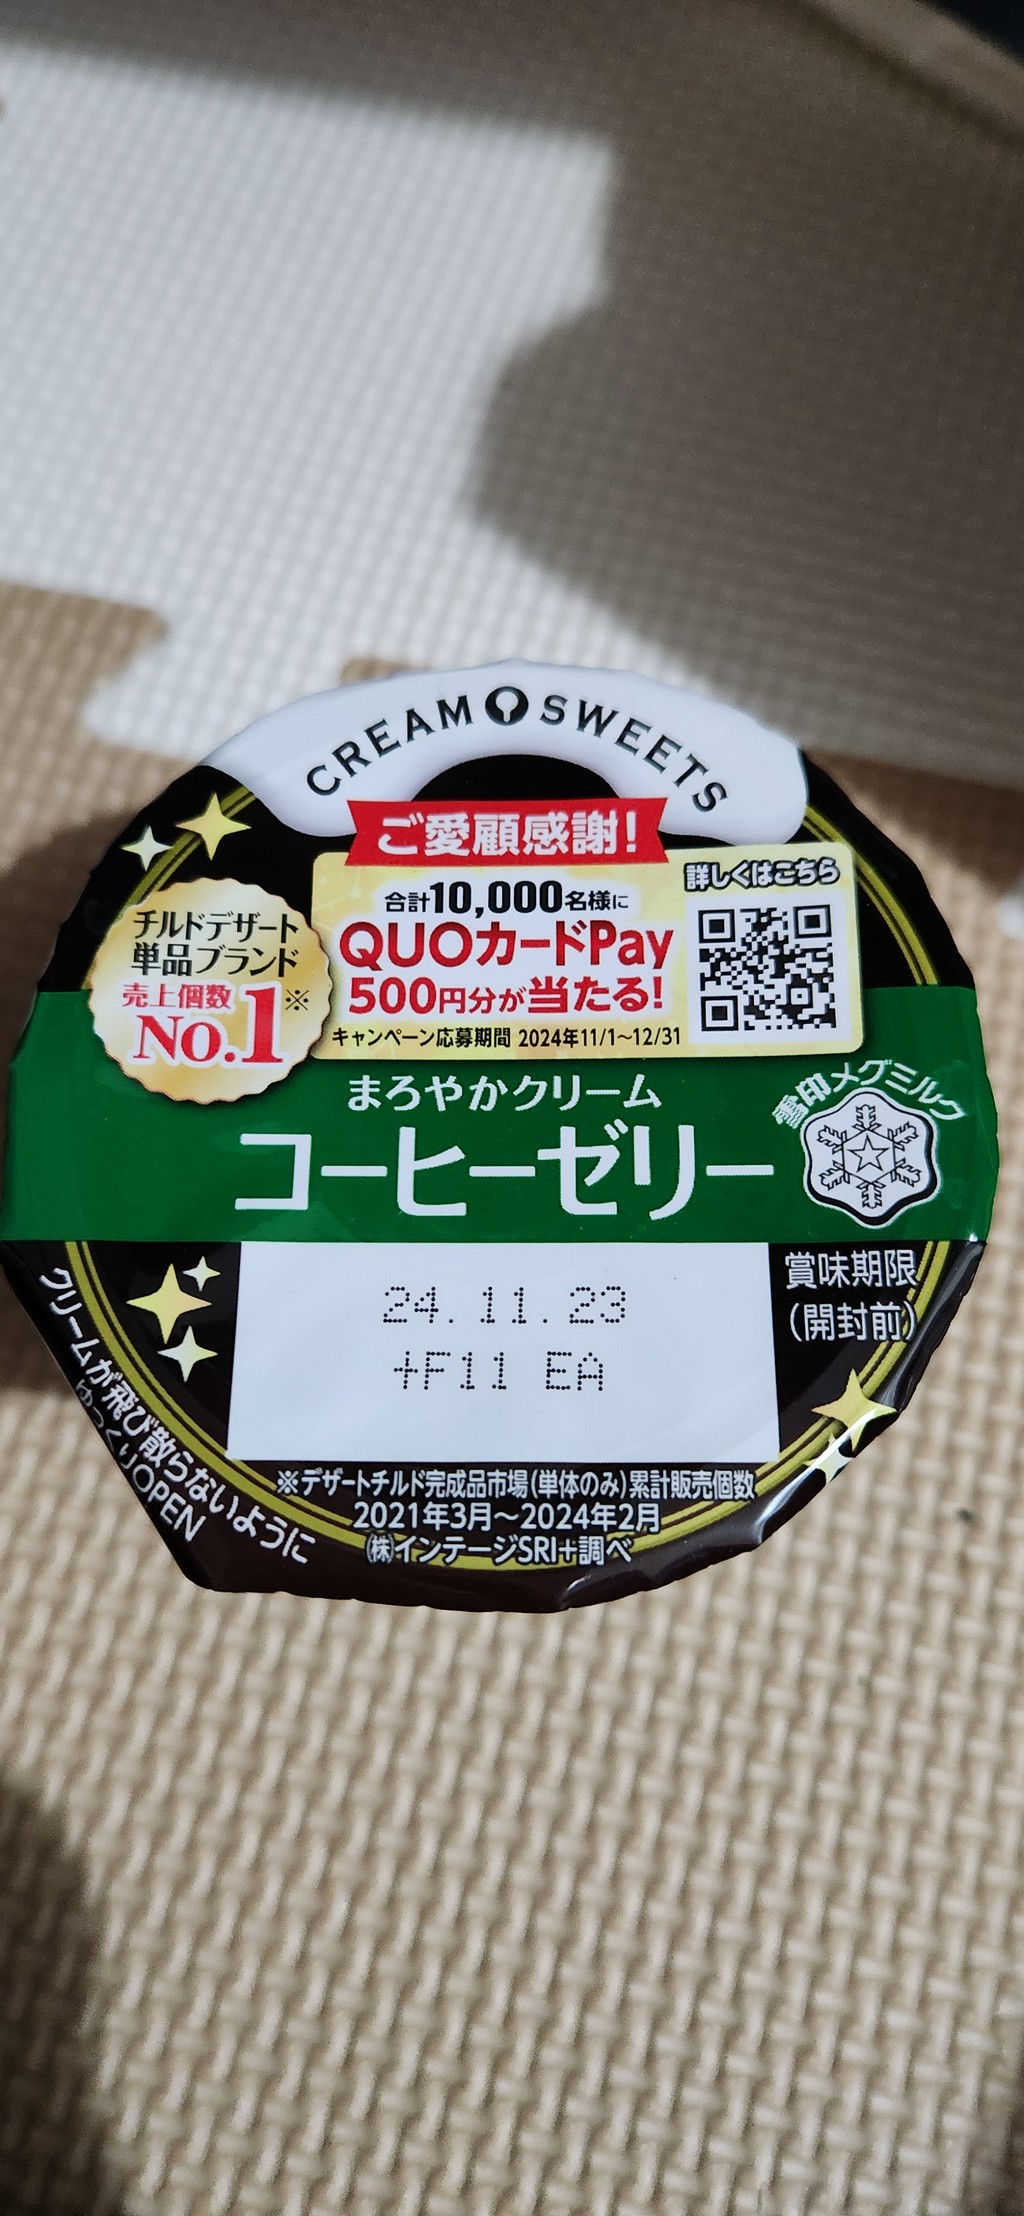 CREAM SWEETS
ご愛顧感謝!
詳しくはこちら
合計10,000名様に
QUOカードPay
500円分が当たる!
キャンペーン応募期間 2024年11/1~12/31
チルドデザート
単品ブランド
売上個数
No.1※
まろやかクリーム
コーヒーゼリー
雪印メグミルク
24.11.23
+F11 EA
賞味期限
(開封前)
クリームが飛び散らないように
ゆっくりOPEN
※デザートチルド完成品市場(単体のみ)累計販売個数
2021年3月~2024年2月
㈱インテージSRI+調べ